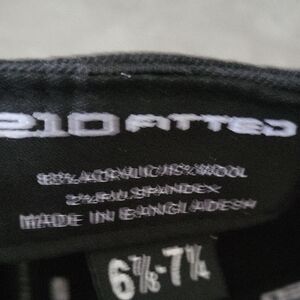 210 FITTED
83% ACRYLIC/15% WOOL
2% P.U. SPANDEX
MADE IN BANGLADESH
6⅞-7¼